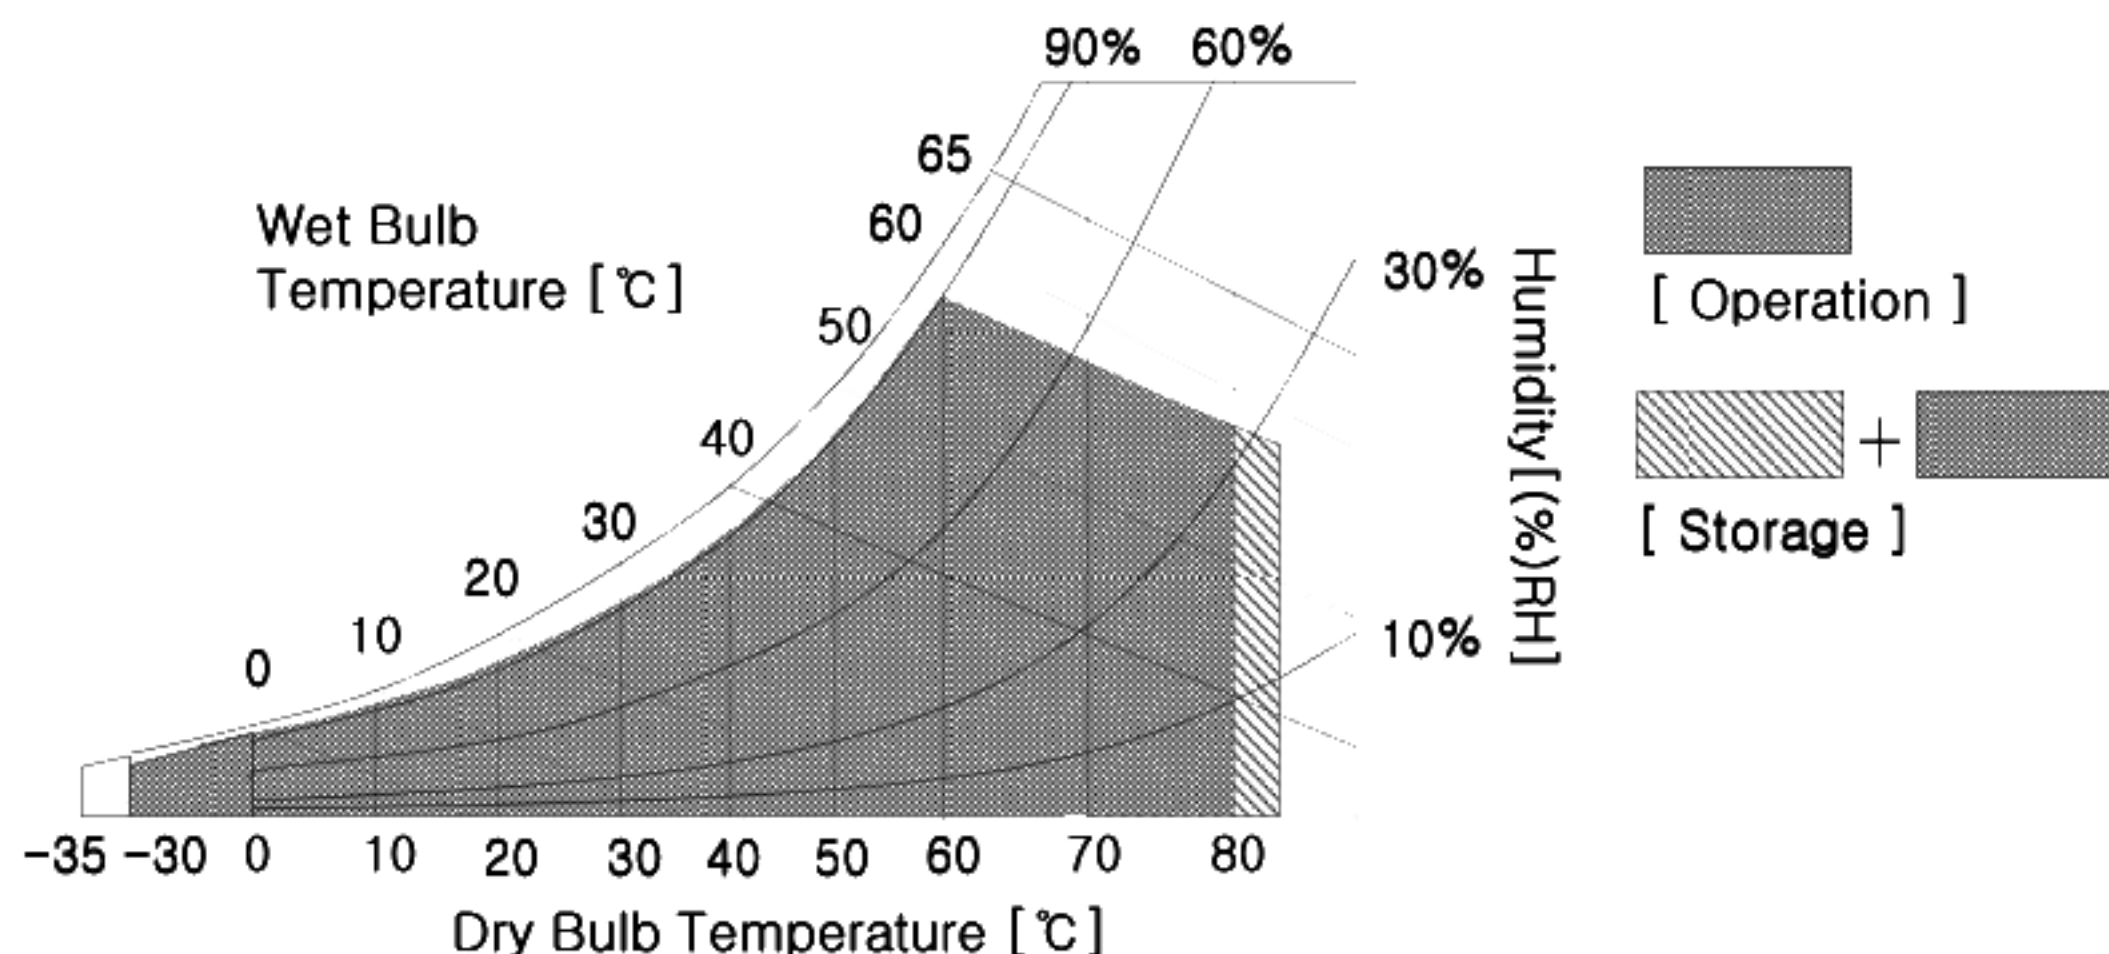 90% 60%
65
60
Wet Bulb
Temperature [℃]
50
40
30
20
10
0
30%
10%
Humidity[(%)RH]
[ Operation ]
+
[ Storage ]
-35 -30 0 10 20 30 40 50 60 70 80
Dry Bulb Temperature [℃]